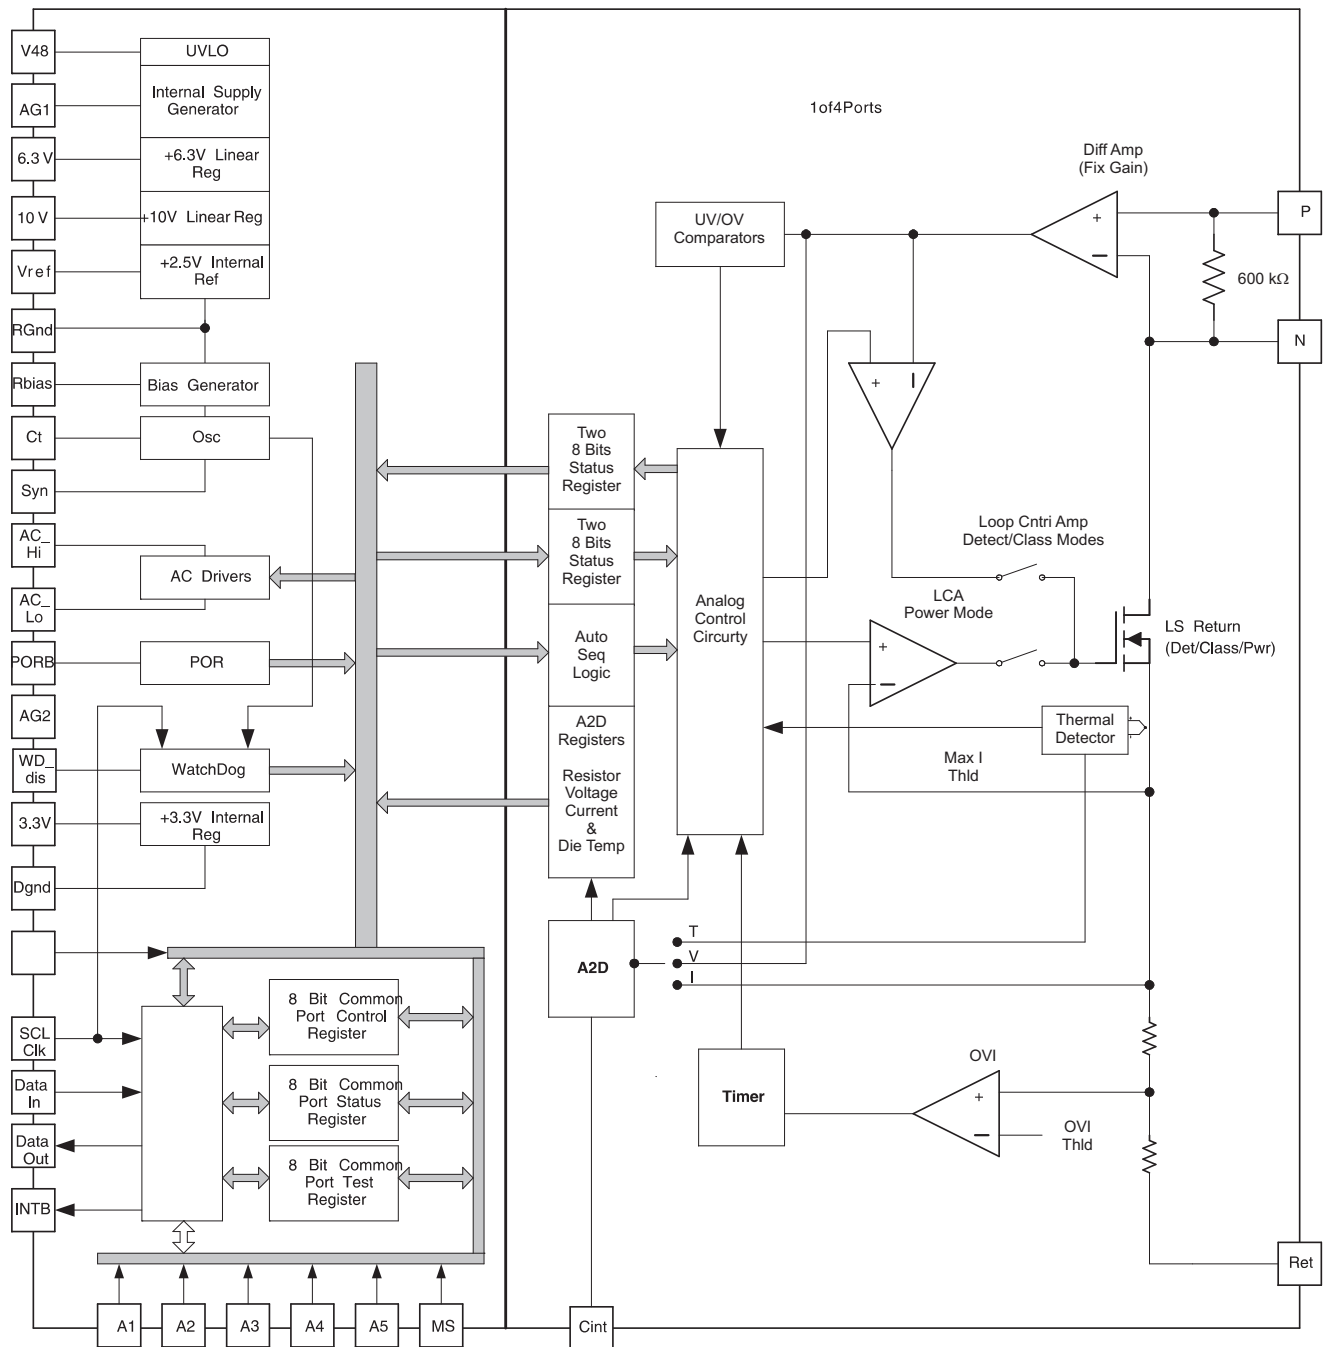 V48
AG1
6.3 V
10 V
Vref
RGnd
Rbias
Ct
Syn
AC_
Hi
AC_
Lo
PORB
AG2
WD_
dis
3.3V
Dgnd
SCL
Clk
Data
In
Data
Out
INTB
UVLO
Internal Supply
Generator
+6.3V Linear
Reg
+10V Linear Reg
+2.5V Internal
Ref
Bias Generator
Osc
AC Drivers
POR
WatchDog
+3.3V Internal
Reg
8 Bit Common
Port Control
Register
8 Bit Common
Port Status
Register
8 Bit Common
Port Test
Register
A1
A2
A3
A4
A5
MS
1of4Ports
Diff Amp
(Fix Gain)
+
−
P
600 kΩ
N
UV/OV
Comparators
+
−
Two
8 Bits
Status
Register
Two
8 Bits
Status
Register
Auto
Seq
Logic
A2D
Registers
Resistor
Voltage
Current
&
Die Temp
Analog
Control
Circurty
Loop Cntri Amp
Detect/Class Modes
LCA
Power Mode
+
−
LS Return
(Det/Class/Pwr)
Thermal
Detector
Max I
Thld
A2D
T
V
I
Timer
OVI
+
−
OVI
Thld
Ret
Cint